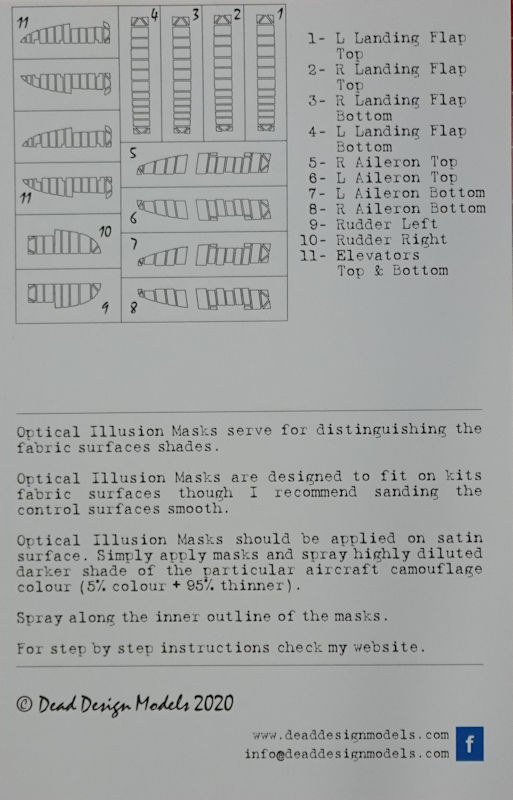 11
4
3
2
1
5
11
6
10
7
9
8
1- L Landing Flap
Top
2- R Landing Flap
Top
3- R Landing Flap
Bottom
4- L Landing Flap
Bottom
5- R Aileron Top
6- L Aileron Top
7- L Aileron Bottom
8- R Aileron Bottom
9- Rudder Left
10- Rudder Right
11- Elevators
Top & Bottom
Optical Illusion Masks serve for distinguishing the
fabric surfaces shades.
Optical Illusion Masks are designed to fit on kits
fabric surfaces though I recommend sanding the
control surfaces smooth.
Optical Illusion Masks should be applied on satin
surface. Simply apply masks and spray highly diluted
darker shade of the particular aircraft camouflage
colour (5% colour + 95% thinner).
Spray along the inner outline of the masks.
For step by step instructions check my website.
© Dead Design Models 2020
www.deaddesignmodels.com
info@deaddesignmodels.com
f